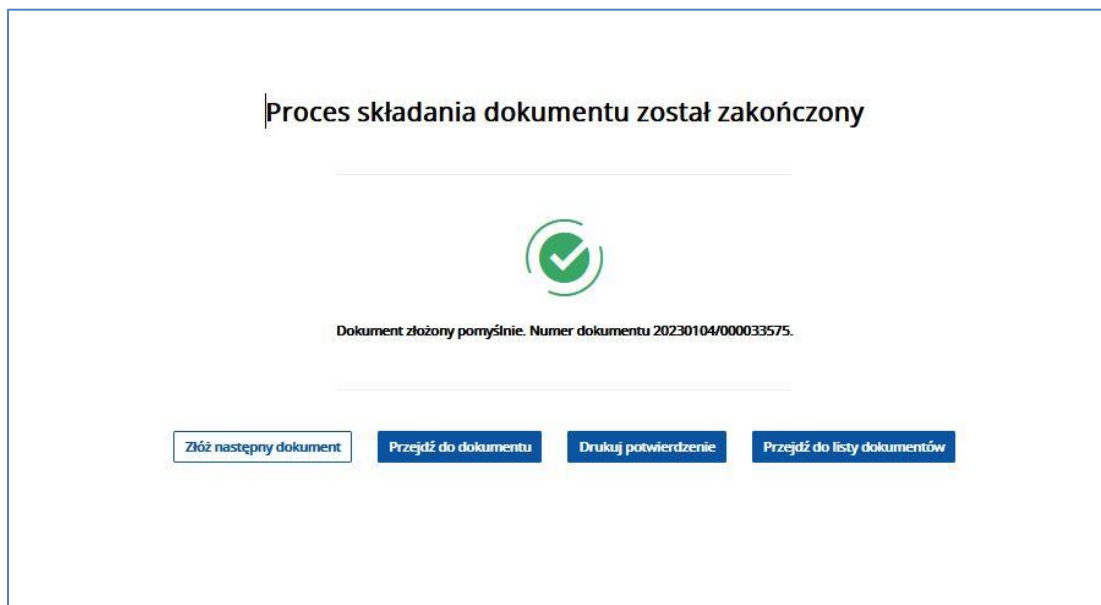 Proces składania dokumentu został zakończony
Dokument złożony pomyślnie. Numer dokumentu 20230104/000033575.
Złóż następny dokument
Przejdź do dokumentu
Drukuj potwierdzenie
Przejdź do listy dokumentów